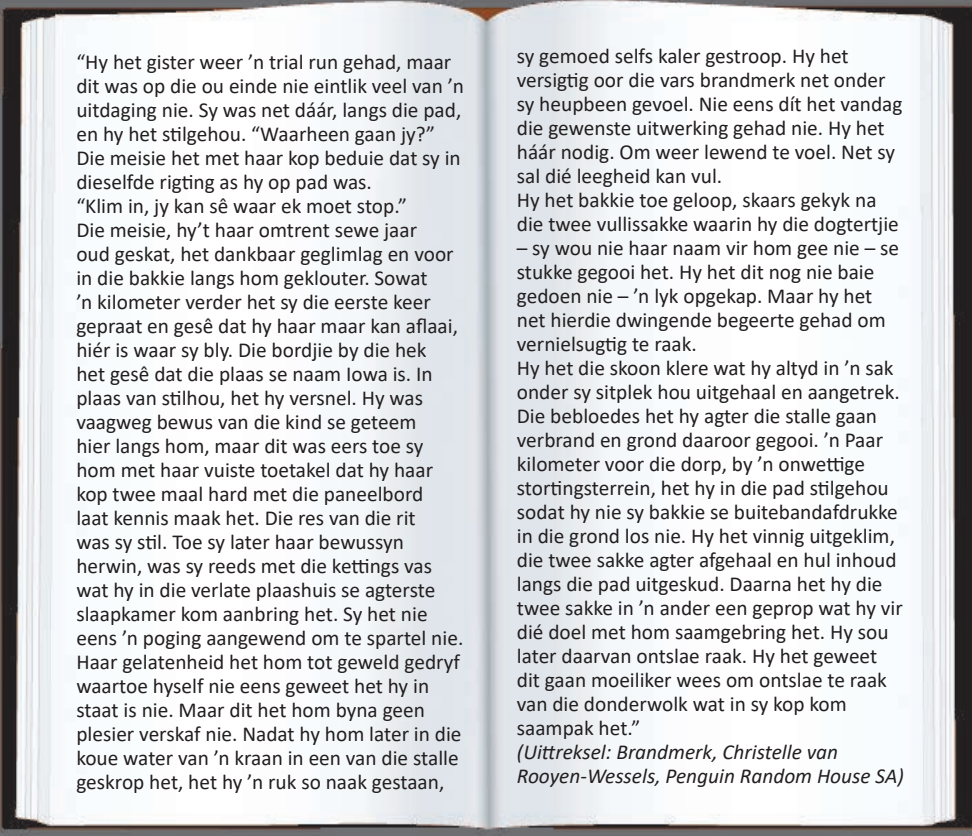 “Hy het gister weer ’n trial run gehad, maar
dit was op die ou einde nie eintlik veel van ’n
uitdaging nie. Sy was net dáár, langs die pad,
en hy het stilgehou. “Waarheen gaan jy?”
Die meisie het met haar kop beduie dat sy in
dieselfde rigting as hy op pad was.
“Klim in, jy kan sê waar ek moet stop.”
Die meisie, hy’t haar omtrent sewe jaar
oud geskat, het dankbaar geglimlag en voor
in die bakkie langs hom geklouter. Sowat
’n kilometer verder het sy die eerste keer
gepraat en gesê dat hy haar maar kan aflaai,
hiér is waar sy bly. Die bordjie by die hek
het gesê dat die plaas se naam Iowa is. In
plaas van stilhou, het hy versnel. Hy was
vaagweg bewus van die kind se geteem
hier langs hom, maar dit was eers toe sy
hom met haar vuiste toetakel dat hy haar
kop twee maal hard met die paneelbord
laat kennis maak het. Die res van die rit
was sy stil. Toe sy later haar bewussyn
herwin, was sy reeds met die kettings vas
wat hy in die verlate plaashuis se agterste
slaapkamer kom aanbring het. Sy het nie
eens ’n poging aangewend om te spartel nie.
Haar gelatenheid het hom tot geweld gedryf
waartoe hyself nie eens geweet het hy in
staat is nie. Maar dit het hom byna geen
plesier verskaf nie. Nadat hy hom later in die
koue water van ’n kraan in een van die stalle
geskrop het, het hy ’n ruk so naak gestaan,
sy gemoed selfs kaler gestroop. Hy het
versigtig oor die vars brandmerk net onder
sy heupbeen gevoel. Nie eens dít het vandag
die gewenste uitwerking gehad nie. Hy het
háár nodig. Om weer lewend te voel. Net sy
sal dié leegheid kan vul.
Hy het bakkie toe geloop, skaars gekyk na
die twee vullissakke waarin hy die dogtertjie
– sy wou nie haar naam vir hom gee nie – se
stukke gegooi het. Hy het dit nog nie baie
gedoen nie – ’n lyk opgekap. Maar hy het
net hierdie dwingende begeerte gehad om
vernielsugtig te raak.
Hy het die skoon klere wat hy altyd in ’n sak
onder sy sitplek hou uitgehaal en aangetrek.
Die bebloedes het hy agter die stalle gaan
verbrand en grond daaroor gegooi. ’n Paar
kilometer voor die dorp, by ’n onwettige
stortingsterrein, het hy in die pad stilgehou
sodat hy nie sy bakkie se buitebandafdrukke
in die grond los nie. Hy het vinnig uitgeklim,
die twee sakke agter afgehaal en hul inhoud
langs die pad uitgeskud. Daarna het hy die
twee sakke in ’n ander een geprop wat hy vir
dié doel met hom saamgebring het. Hy sou
later daarvan ontslae raak. Hy het geweet
dit gaan moeiliker wees om ontslae te raak
van die donderwolk wat in sy kop kom
saampak het.”
(Uittreksel: Brandmerk, Christelle van
Rooyen-Wessels, Penguin Random House SA)